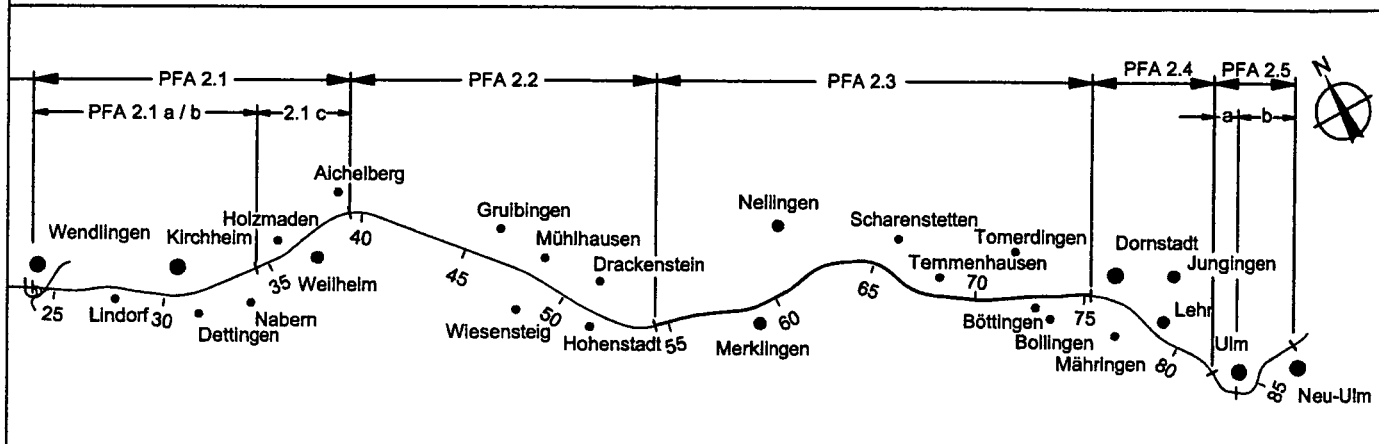 PFA 2.1
PFA 2.2
PFA 2.3
PFA 2.4
PFA 2.5
N
PFA 2.1 a / b
2.1 c
a
b
Aichelberg
Holzmaden
Wendlingen
Kirchheim
40
Gruibingen
Mühlhausen
Drackenstein
Nellingen
Scharenstetten
Tomerdingen
Dornstadt
Jungingen
35
Weilheim
45
Temmenhausen
70
65
25
Lindorf
30
Nabern
Dettingen
Wiesensteig
50
Hohenstadt
55
60
Merklingen
75
Böttingen
Bollingen
Lehr
Mähringen
80
Ulm
85
Neu-Ulm